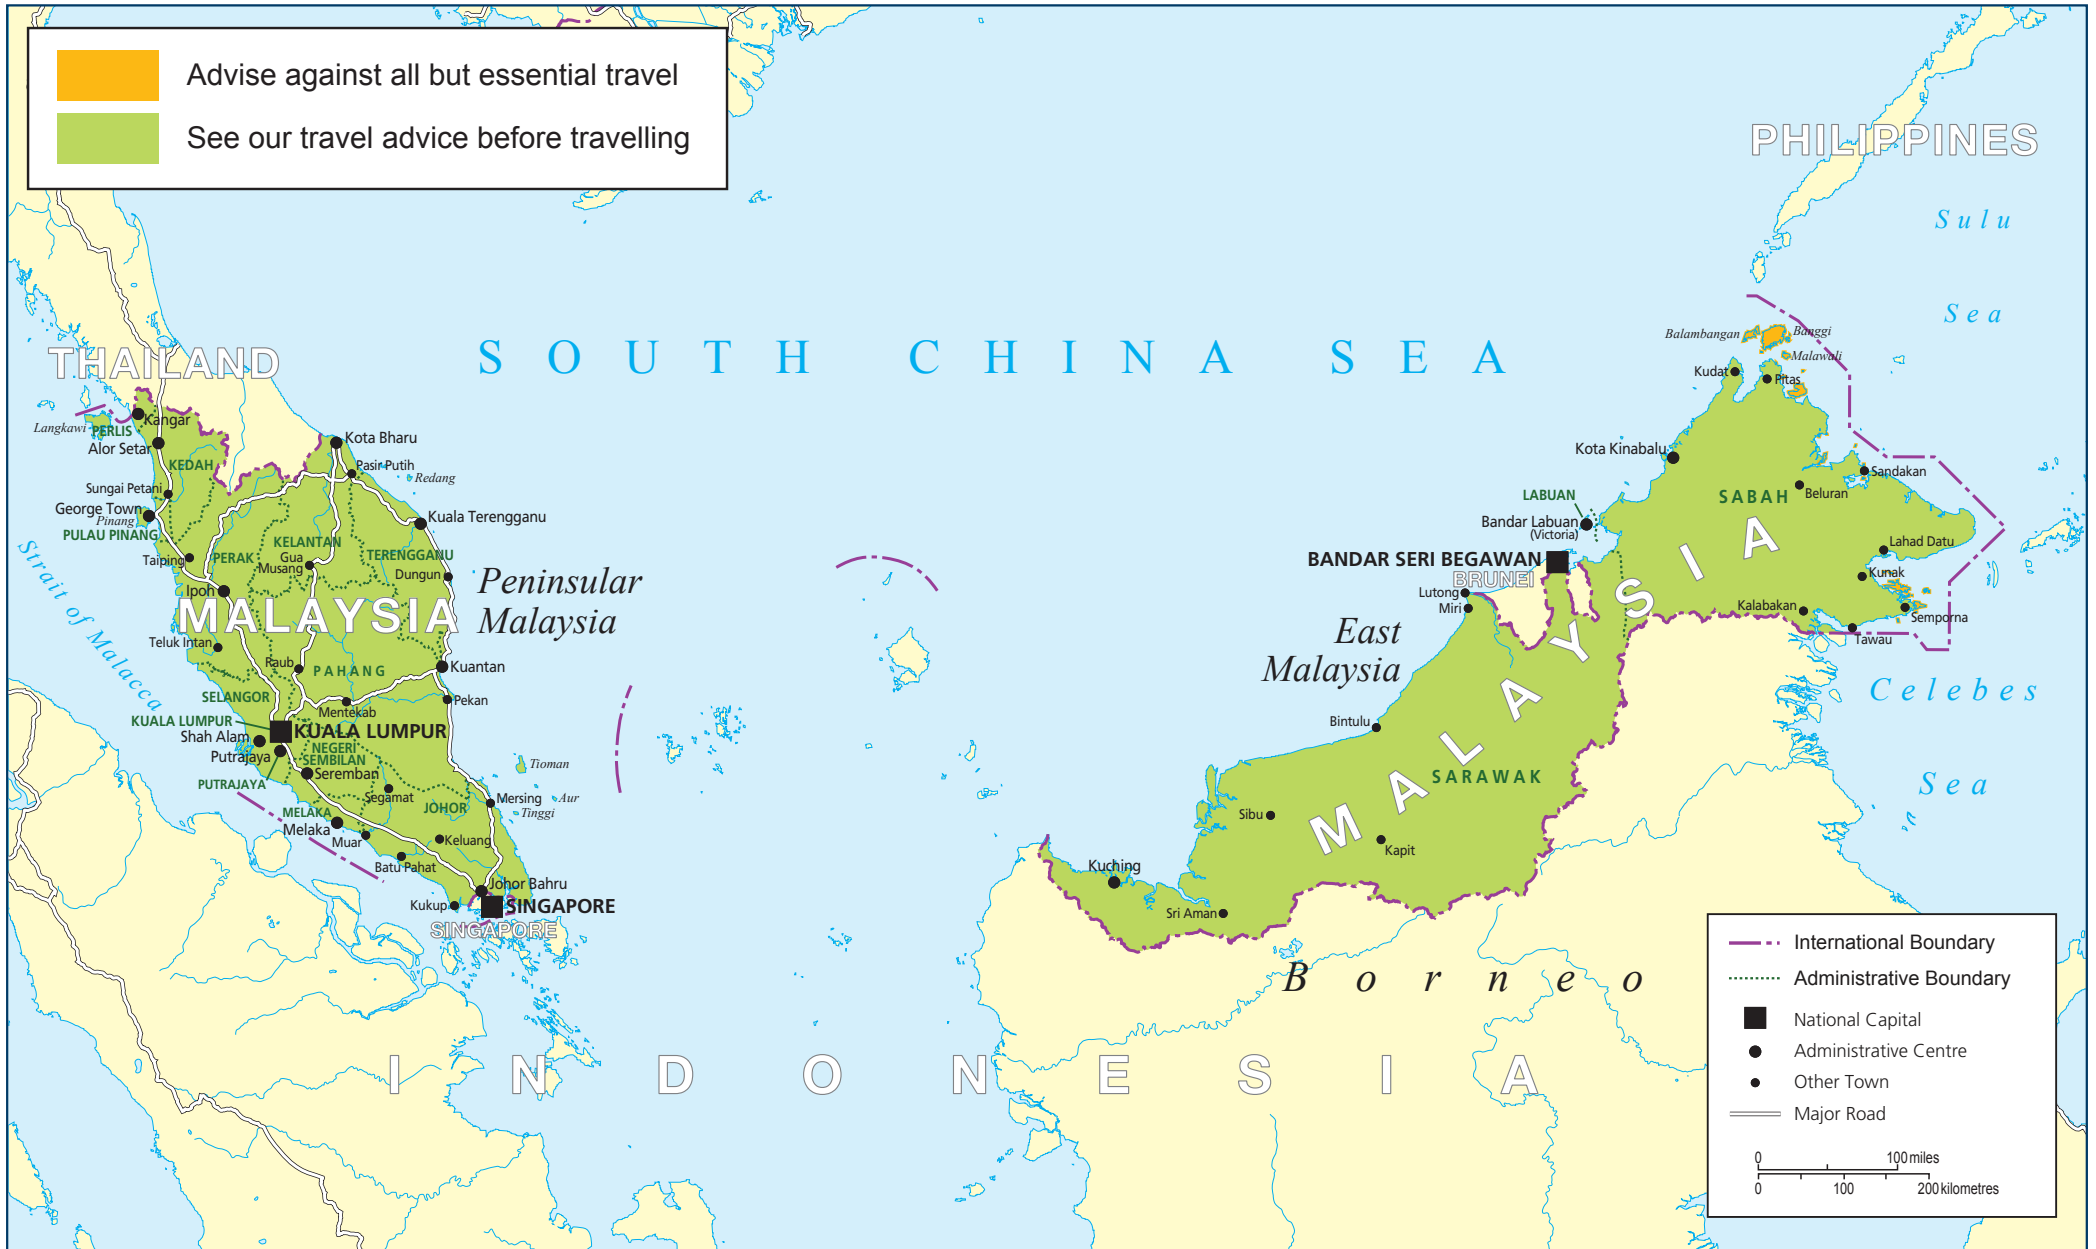 Advise against all but essential travel
See our travel advice before travelling
PHILIPPINES
Sulu
Sea
SOUTH CHINA SEA
THAILAND
Langkawi
PERLIS
Kangar
Alor Setar
KEDAH
Kota Bharu
Pasir Putih
Redang
Sungai Petani
George Town
Pinang
PULAU PINANG
Kuala Terengganu
KELANTAN
TERENGGANU
Taiping
PERAK
Gua
Musang
Dungun
Ipoh
MALAYSIA
Peninsular
Malaysia
Strait of Malacca
Teluk Intan
Raub
PAHANG
Kuantan
SELANGOR
Mentekab
Pekan
KUALA LUMPUR
KUALA LUMPUR
Shah Alam
Putrajaya
NEGERI
SEMBILAN
Seremban
PUTRAJAYA
Segamat
Tioman
MELAKA
Melaka
JOHOR
Mersing
Aur
Tinggi
Muar
Keluang
Batu Pahat
Johor Bahru
Kukup
SINGAPORE
SINGAPORE
Balambangan
Banggi
Malawali
Kudat
Pitas
Kota Kinabalu
Sandakan
Beluran
SABAH
LABUAN
Bandar Labuan
(Victoria)
BANDAR SERI BEGAWAN
BRUNEI
Lahad Datu
Kunak
Lutong
Miri
Kalabakan
Semporna
Tawau
East
Malaysia
MALAYSIA
Celebes
Sea
Bintulu
SARAWAK
Sibu
Kapit
Kuching
Sri Aman
Borneo
INDONESIA
International Boundary
Administrative Boundary
National Capital
Administrative Centre
Other Town
Major Road
0 100 miles
0 100 200 kilometres